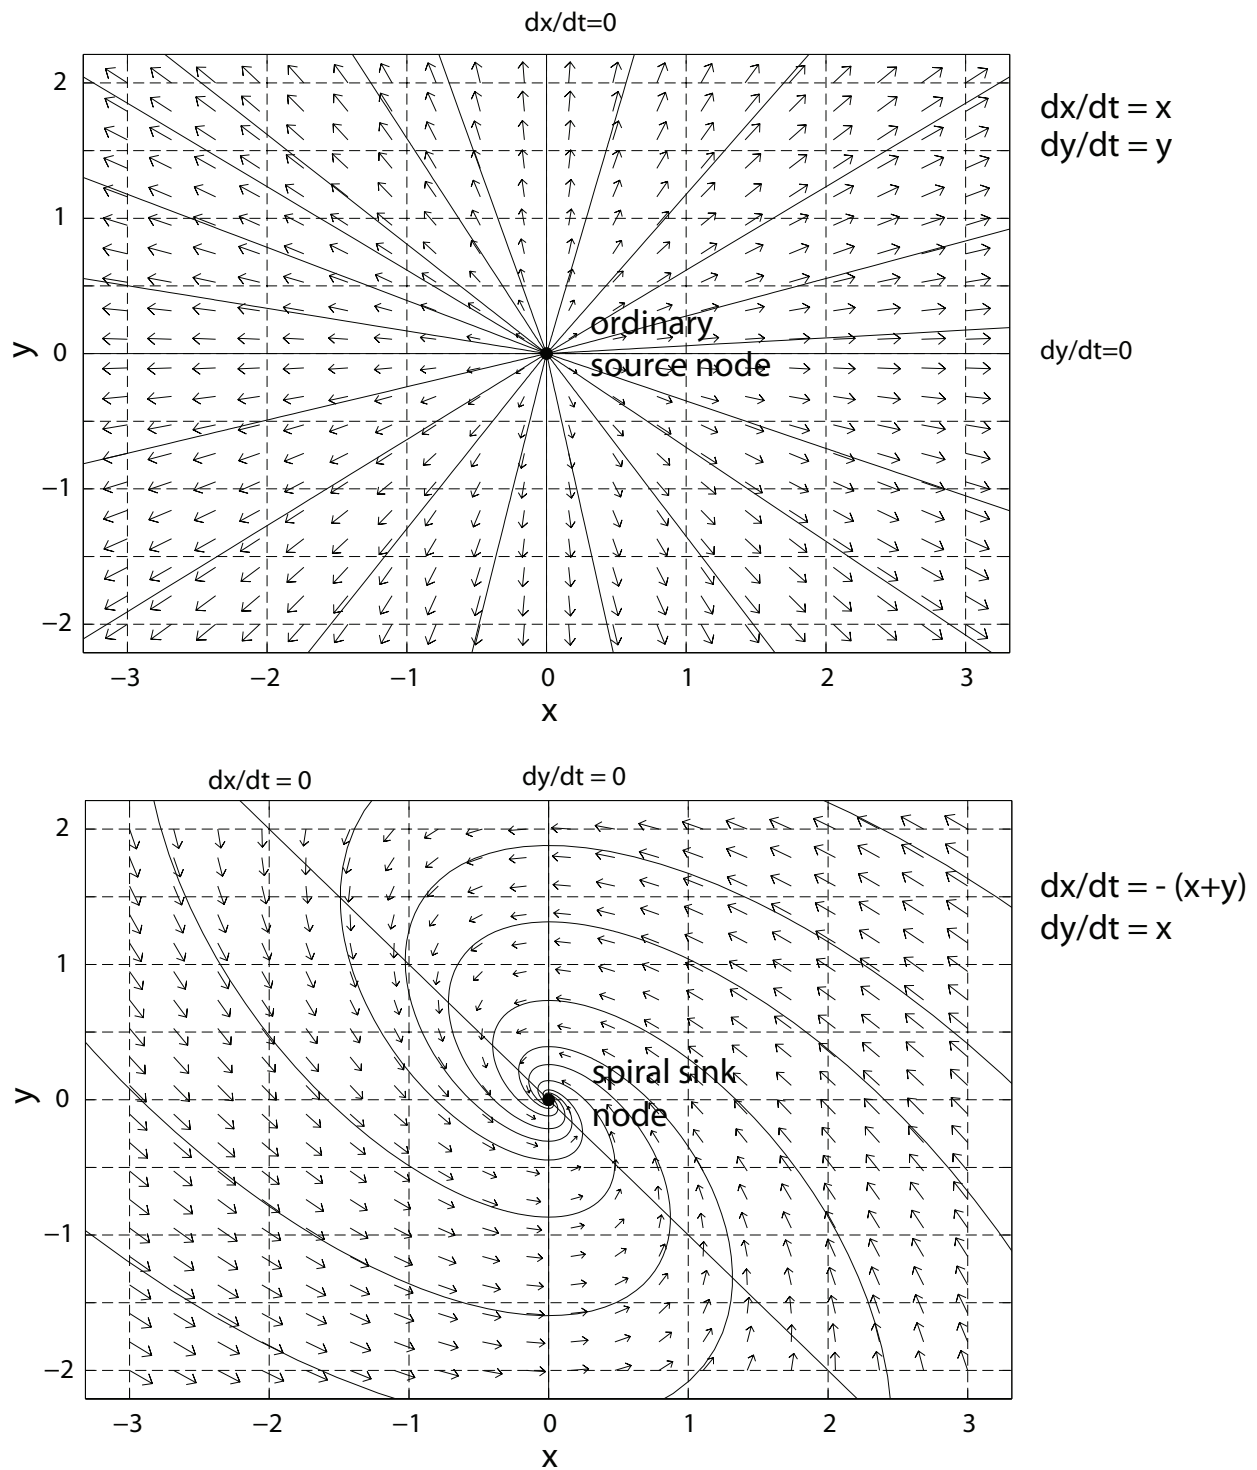 dx/dt=0
2
1
0
−1
−2
y
ordinary
source node
dx/dt = x
dy/dt = y
dy/dt=0
−3 −2 −1 0 1 2 3
x
dx/dt = 0 dy/dt = 0
2
1
0
−1
−2
y
spiral sink
node
dx/dt = - (x+y)
dy/dt = x
−3 −2 −1 0 1 2 3
x